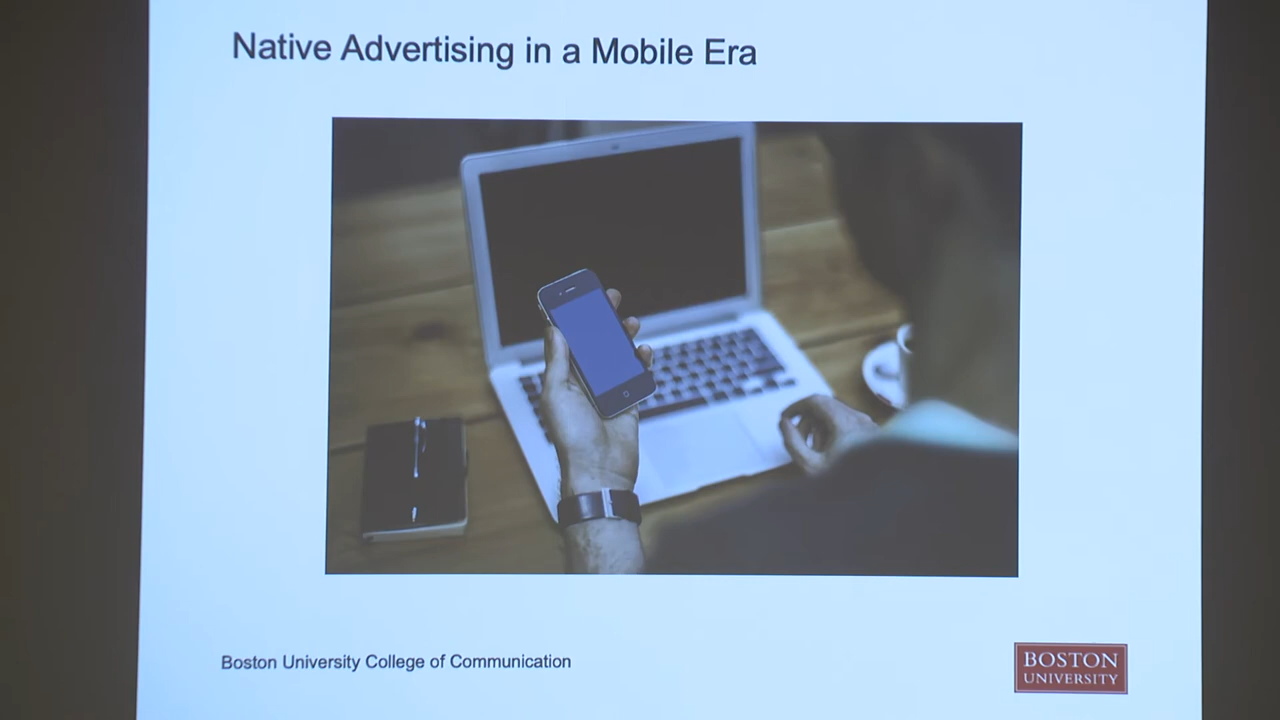 Native Advertising in a Mobile Era
Boston University College of Communication
BOSTON
UNIVERSITY